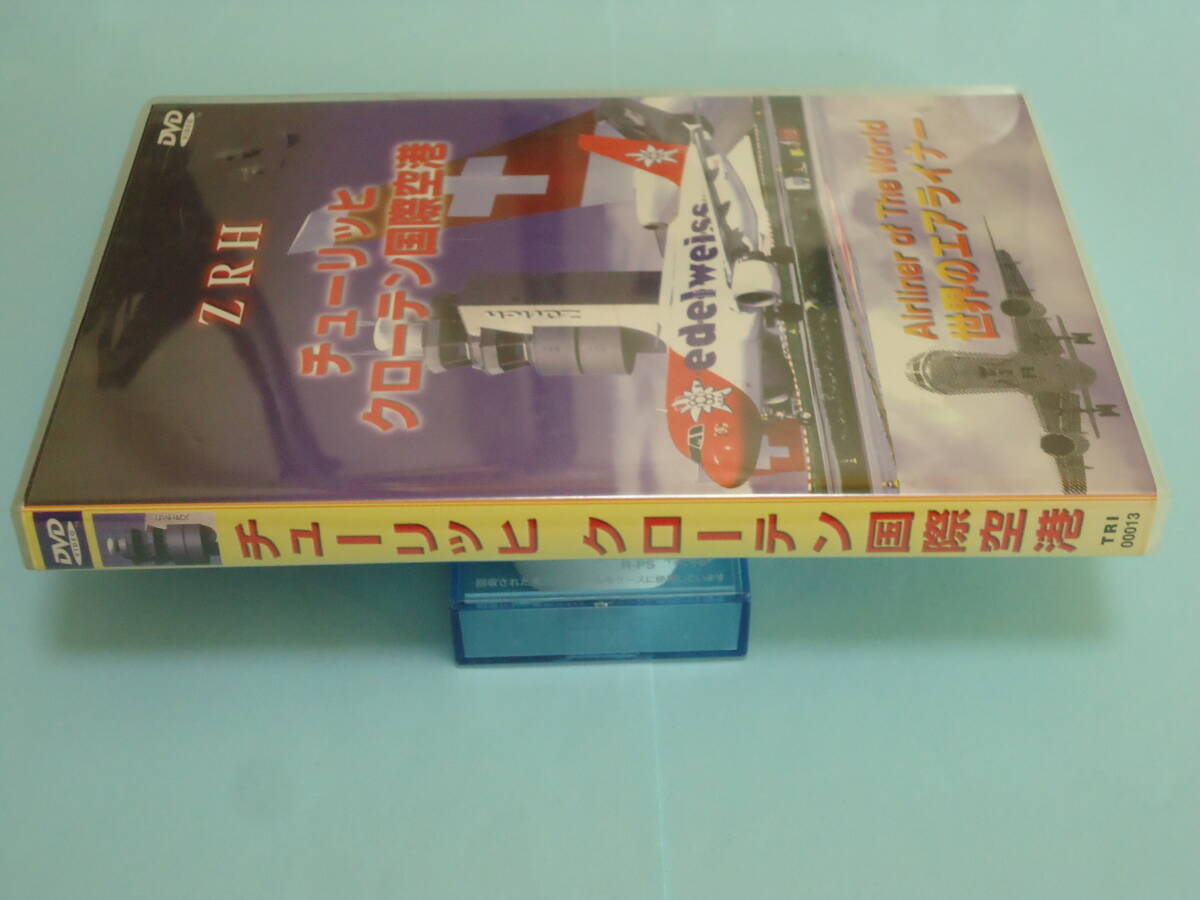 DVD
VIDEO
ZRH
チューリッヒ
クローテン国際空港
edelweiss
Airliner of The World
世界のエアライナー
DVD
VIDEO
チューリッヒ クローテン国際空港
TRI
00013